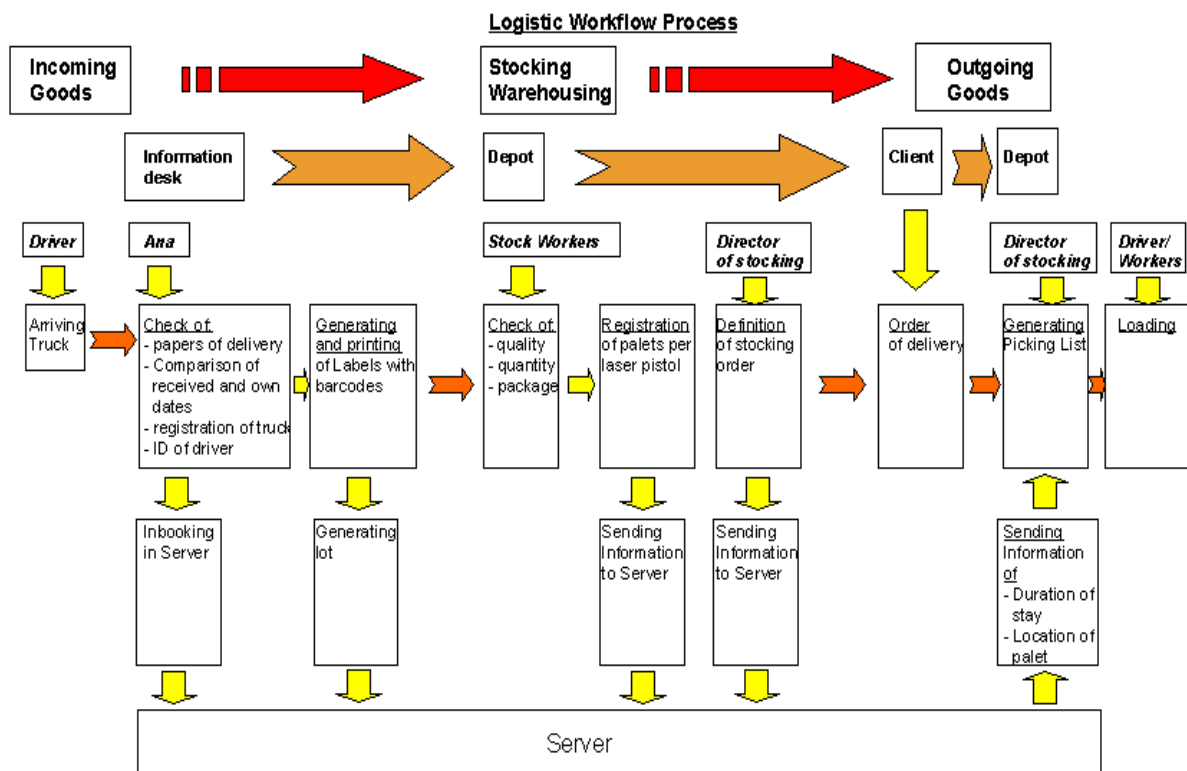 Logistic Workflow Process
Incoming
Goods
Stocking
Warehousing
Outgoing
Goods
Information
desk
Depot
Client
Depot
Driver
Ana
Stock Workers
Director
of stocking
Director
of stocking
Driver/
Workers
Arriving
Truck
Check of
- papers of delivery
- Comparison of
received and own
dates
- registration of truck
- ID of driver
Generating
and printing
of Labels with
barcodes
Check of
- quality
- quantity
- package
Registration
of palets per
laser pistol
Definition
of stocking
order
Order
of delivery
Generating
Picking List
Loading
Inbooking
in Server
Generating
lot
Sending
Information
to Server
Sending
Information
to Server
Sending
Information
of
- Duration of
stay
- Location of
palet
Server